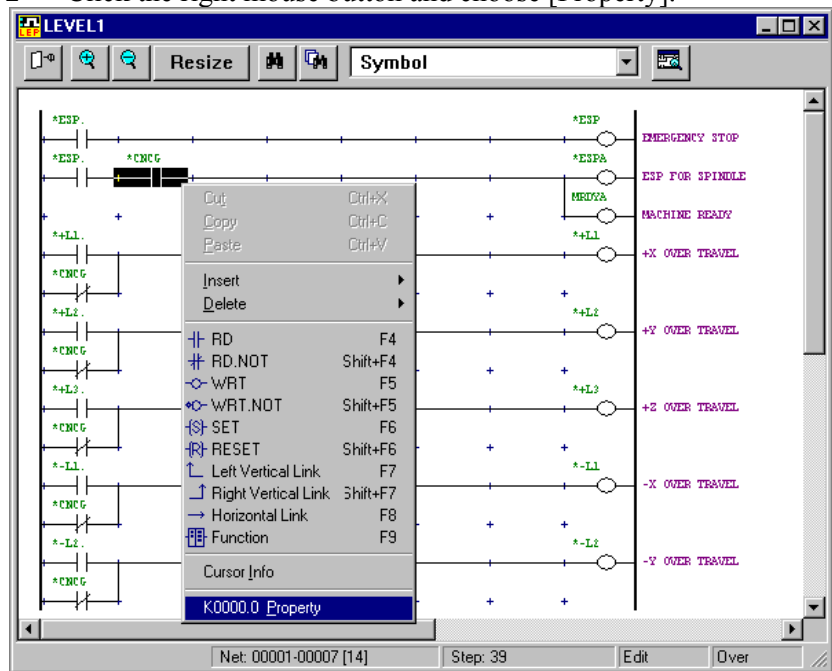 2 Click the right mouse button and choose [Property].
LEVEL1
Resize Symbol
*ESP. *ESP
EMERGENCY STOP
*ESP. *CNCG *ESPA
ESP FOR SPINDLE
MRDYA
MACHINE READY
*+L1. *+L1
+X OVER TRAVEL
*CNCG
*+L2. *+L2
+Y OVER TRAVEL
*CNCG
*+L3. *+L3
+Z OVER TRAVEL
*CNCG
*-L1. *-L1
-X OVER TRAVEL
*CNCG
*-L2. *-L2
-Y OVER TRAVEL
*CNCG
Cut Ctrl+X
Copy Ctrl+C
Paste Ctrl+V
Insert
Delete
RD F4
RD.NOT Shift+F4
WRT F5
WRT.NOT Shift+F5
SET F6
RESET Shift+F6
Left Vertical Link F7
Right Vertical Link Shift+F7
Horizontal Link F8
Function F9
Cursor Info
K0000.0 Property
Net: 00001-00007 [14] Step: 39 Edit Over